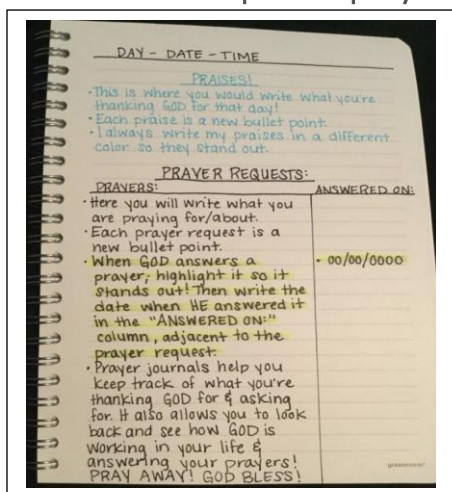 DAY - DATE - TIME
PRAISES!
• This is where you would write what you're
thanking GOD for that day!
• Each praise is a new bullet point.
• I always write my praises in a different
color so they stand out.
PRAYER REQUESTS:
PRAYERS:
• Here you will write what you
are praying for/about.
• Each prayer request is a
new bullet point.
• When GOD answers a
prayer, highlight it so it
stands out! Then write the
date when HE answered it
in the "ANSWERED ON:"
column, adjacent to the
prayer request.
• Prayer journals help you
keep track of what you're
thanking GOD for & asking
for. It also allows you to look
back and see how GOD is
working in your life &
answering your prayers!
PRAY AWAY! GOD BLESS!
ANSWERED ON:
• 00/00/0000
greenroom